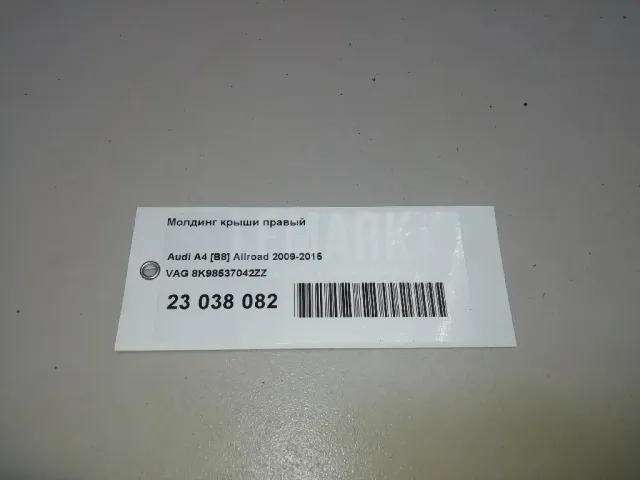 Молдинг крыши правый
Audi A4 [B8] Allroad 2009-2015
VAG 8K98537042ZZ
23 038 082